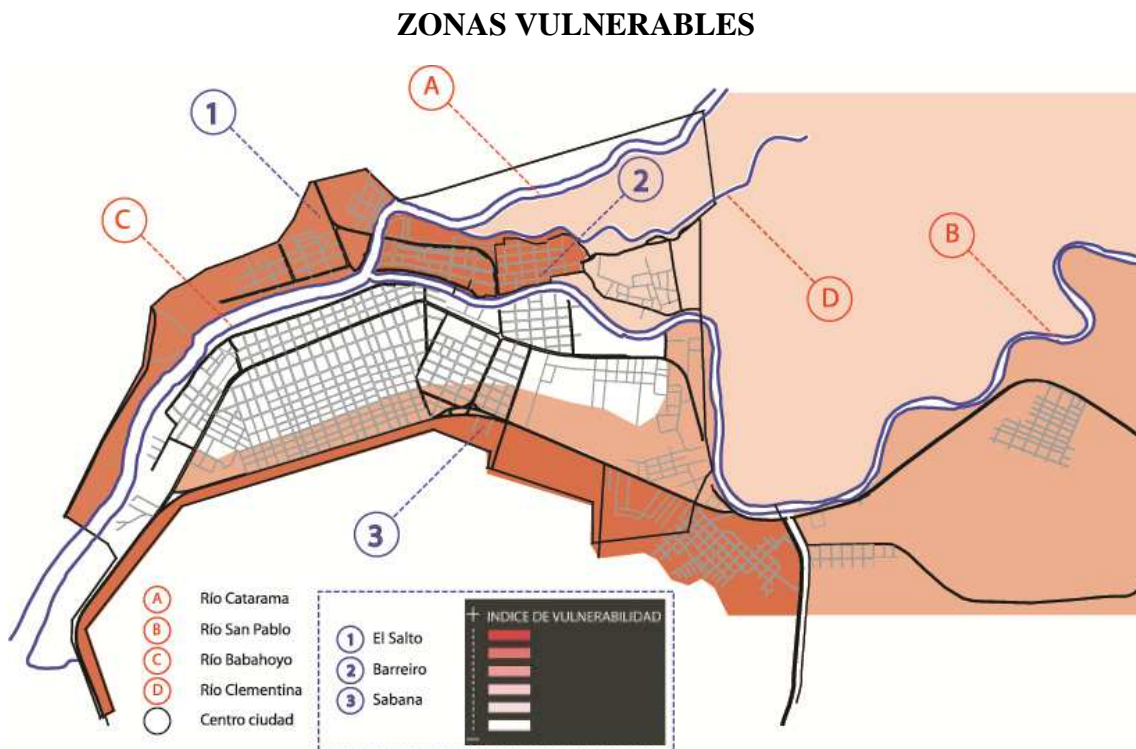 ZONAS VULNERABLES
A
1
2
C
B
D
3
A Río Catarama
B Río San Pablo
C Río Babahoyo
D Río Clementina
Centro ciudad
1 El Salto
2 Barreiro
3 Sabana
+ INDICE DE VULNERABILIDAD
−